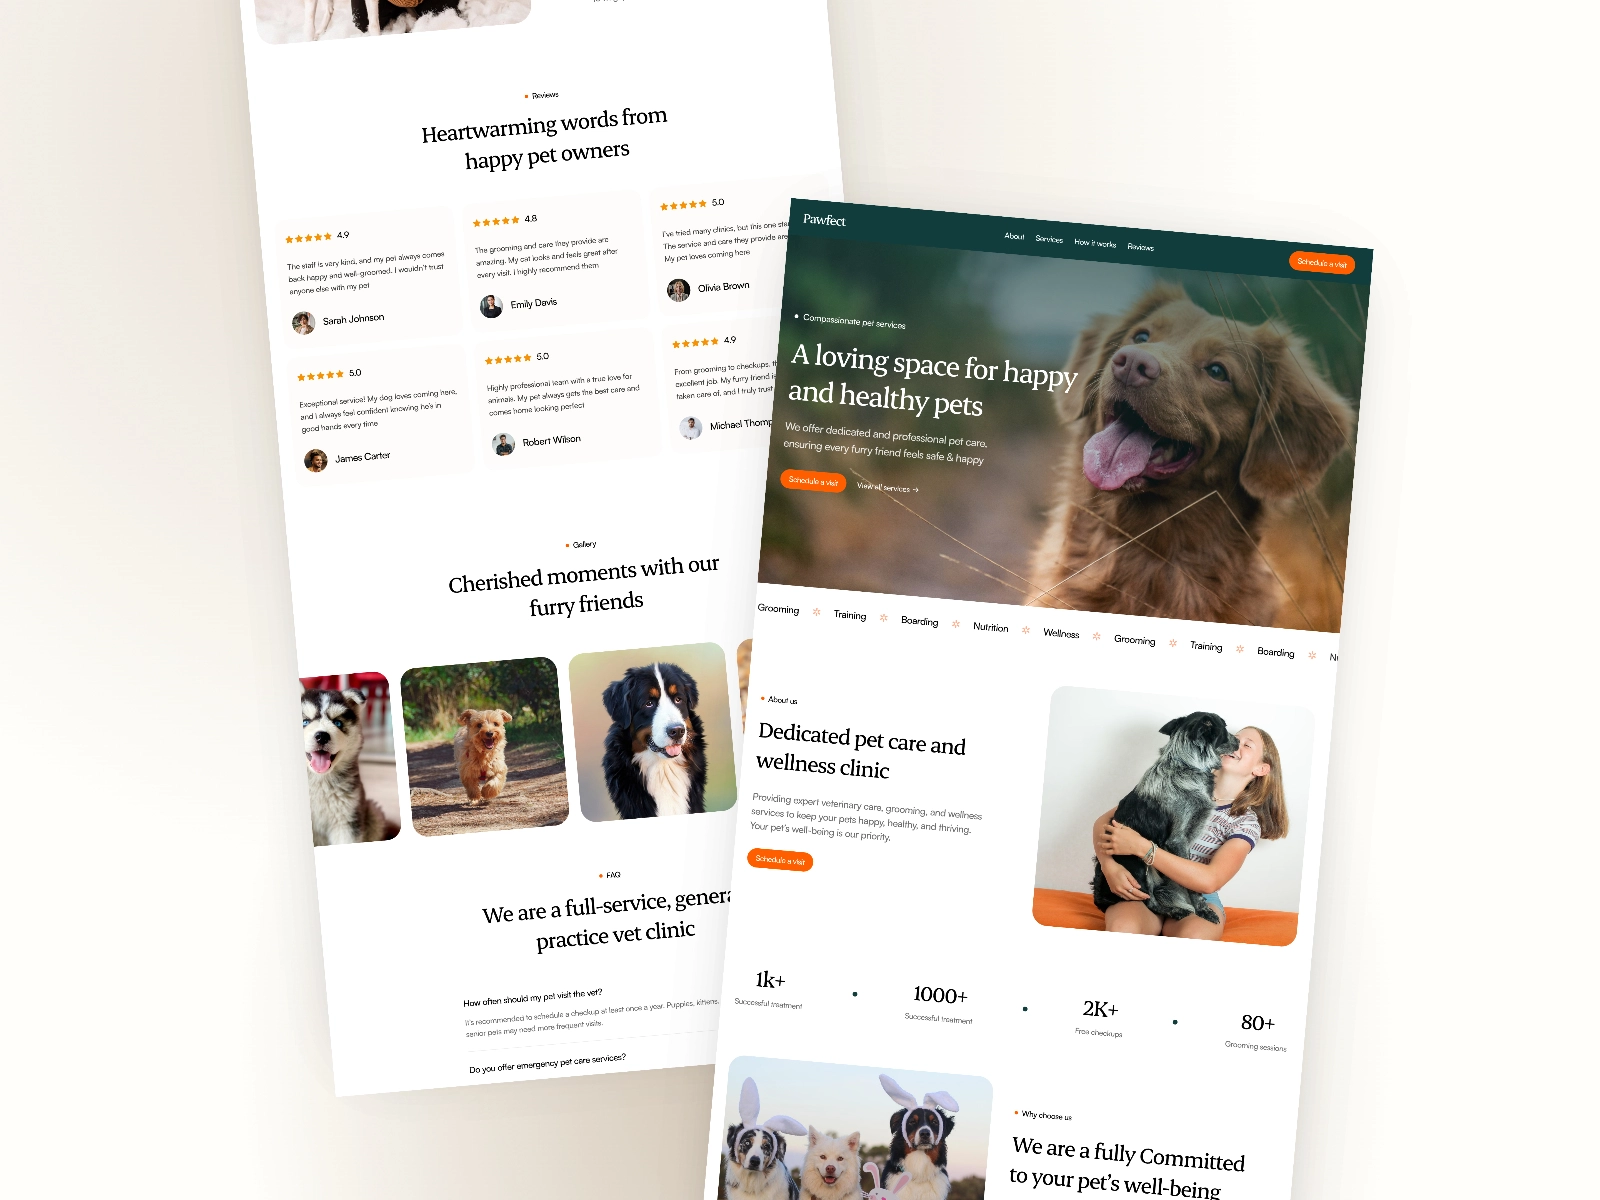 Reviews
Heartwarming words from
happy pet owners
4.9
The staff is very kind, and my pet always comes
back happy and well-groomed. I wouldn't trust
anyone else with my pet
Sarah Johnson
4.8
The grooming and care they provide are
amazing. My cat looks and feels great after
every visit. I highly recommend them
Emily Davis
5.0
I've tried many clinics, but this one
The service and care they provide are
My pet loves coming here
Olivia Brown
5.0
Exceptional service! My dog loves coming here,
and I always feel confident knowing he's in
good hands every time
James Carter
5.0
Highly professional team with a true love for
animals. My pet always gets the best care and
comes home looking perfect
Robert Wilson
4.9
From grooming to checkups,
excellent job. My furry friend
taken care of, and I truly trust
Michael
Gallery
Cherished moments with our
furry friends
FAQ
We are a full-service,
practice vet clinic
How often should my pet visit the vet?
It's recommended to schedule a checkup at least once a year. Puppies, kittens,
senior pets may need more frequent visits.
Do you offer emergency pet care services?
Pawfect
About Services How it works Reviews
Schedule a visit
Compassionate pet services
A loving space for happy
and healthy pets
We offer dedicated and professional pet care,
ensuring every furry friend feels safe & happy
Schedule a visit View all services →
Grooming Training Boarding Nutrition Wellness Grooming Training Boarding
About us
Dedicated pet care and
wellness clinic
Providing expert veterinary care, grooming, and wellness
services to keep your pets happy, healthy, and thriving.
Your pet's well-being is our priority.
Schedule a visit
1k+
Successful treatment
1000+
Successful treatment
2K+
Free checkups
80+
Grooming sessions
Why choose us
We are a fully Committed
to your pet's well-being